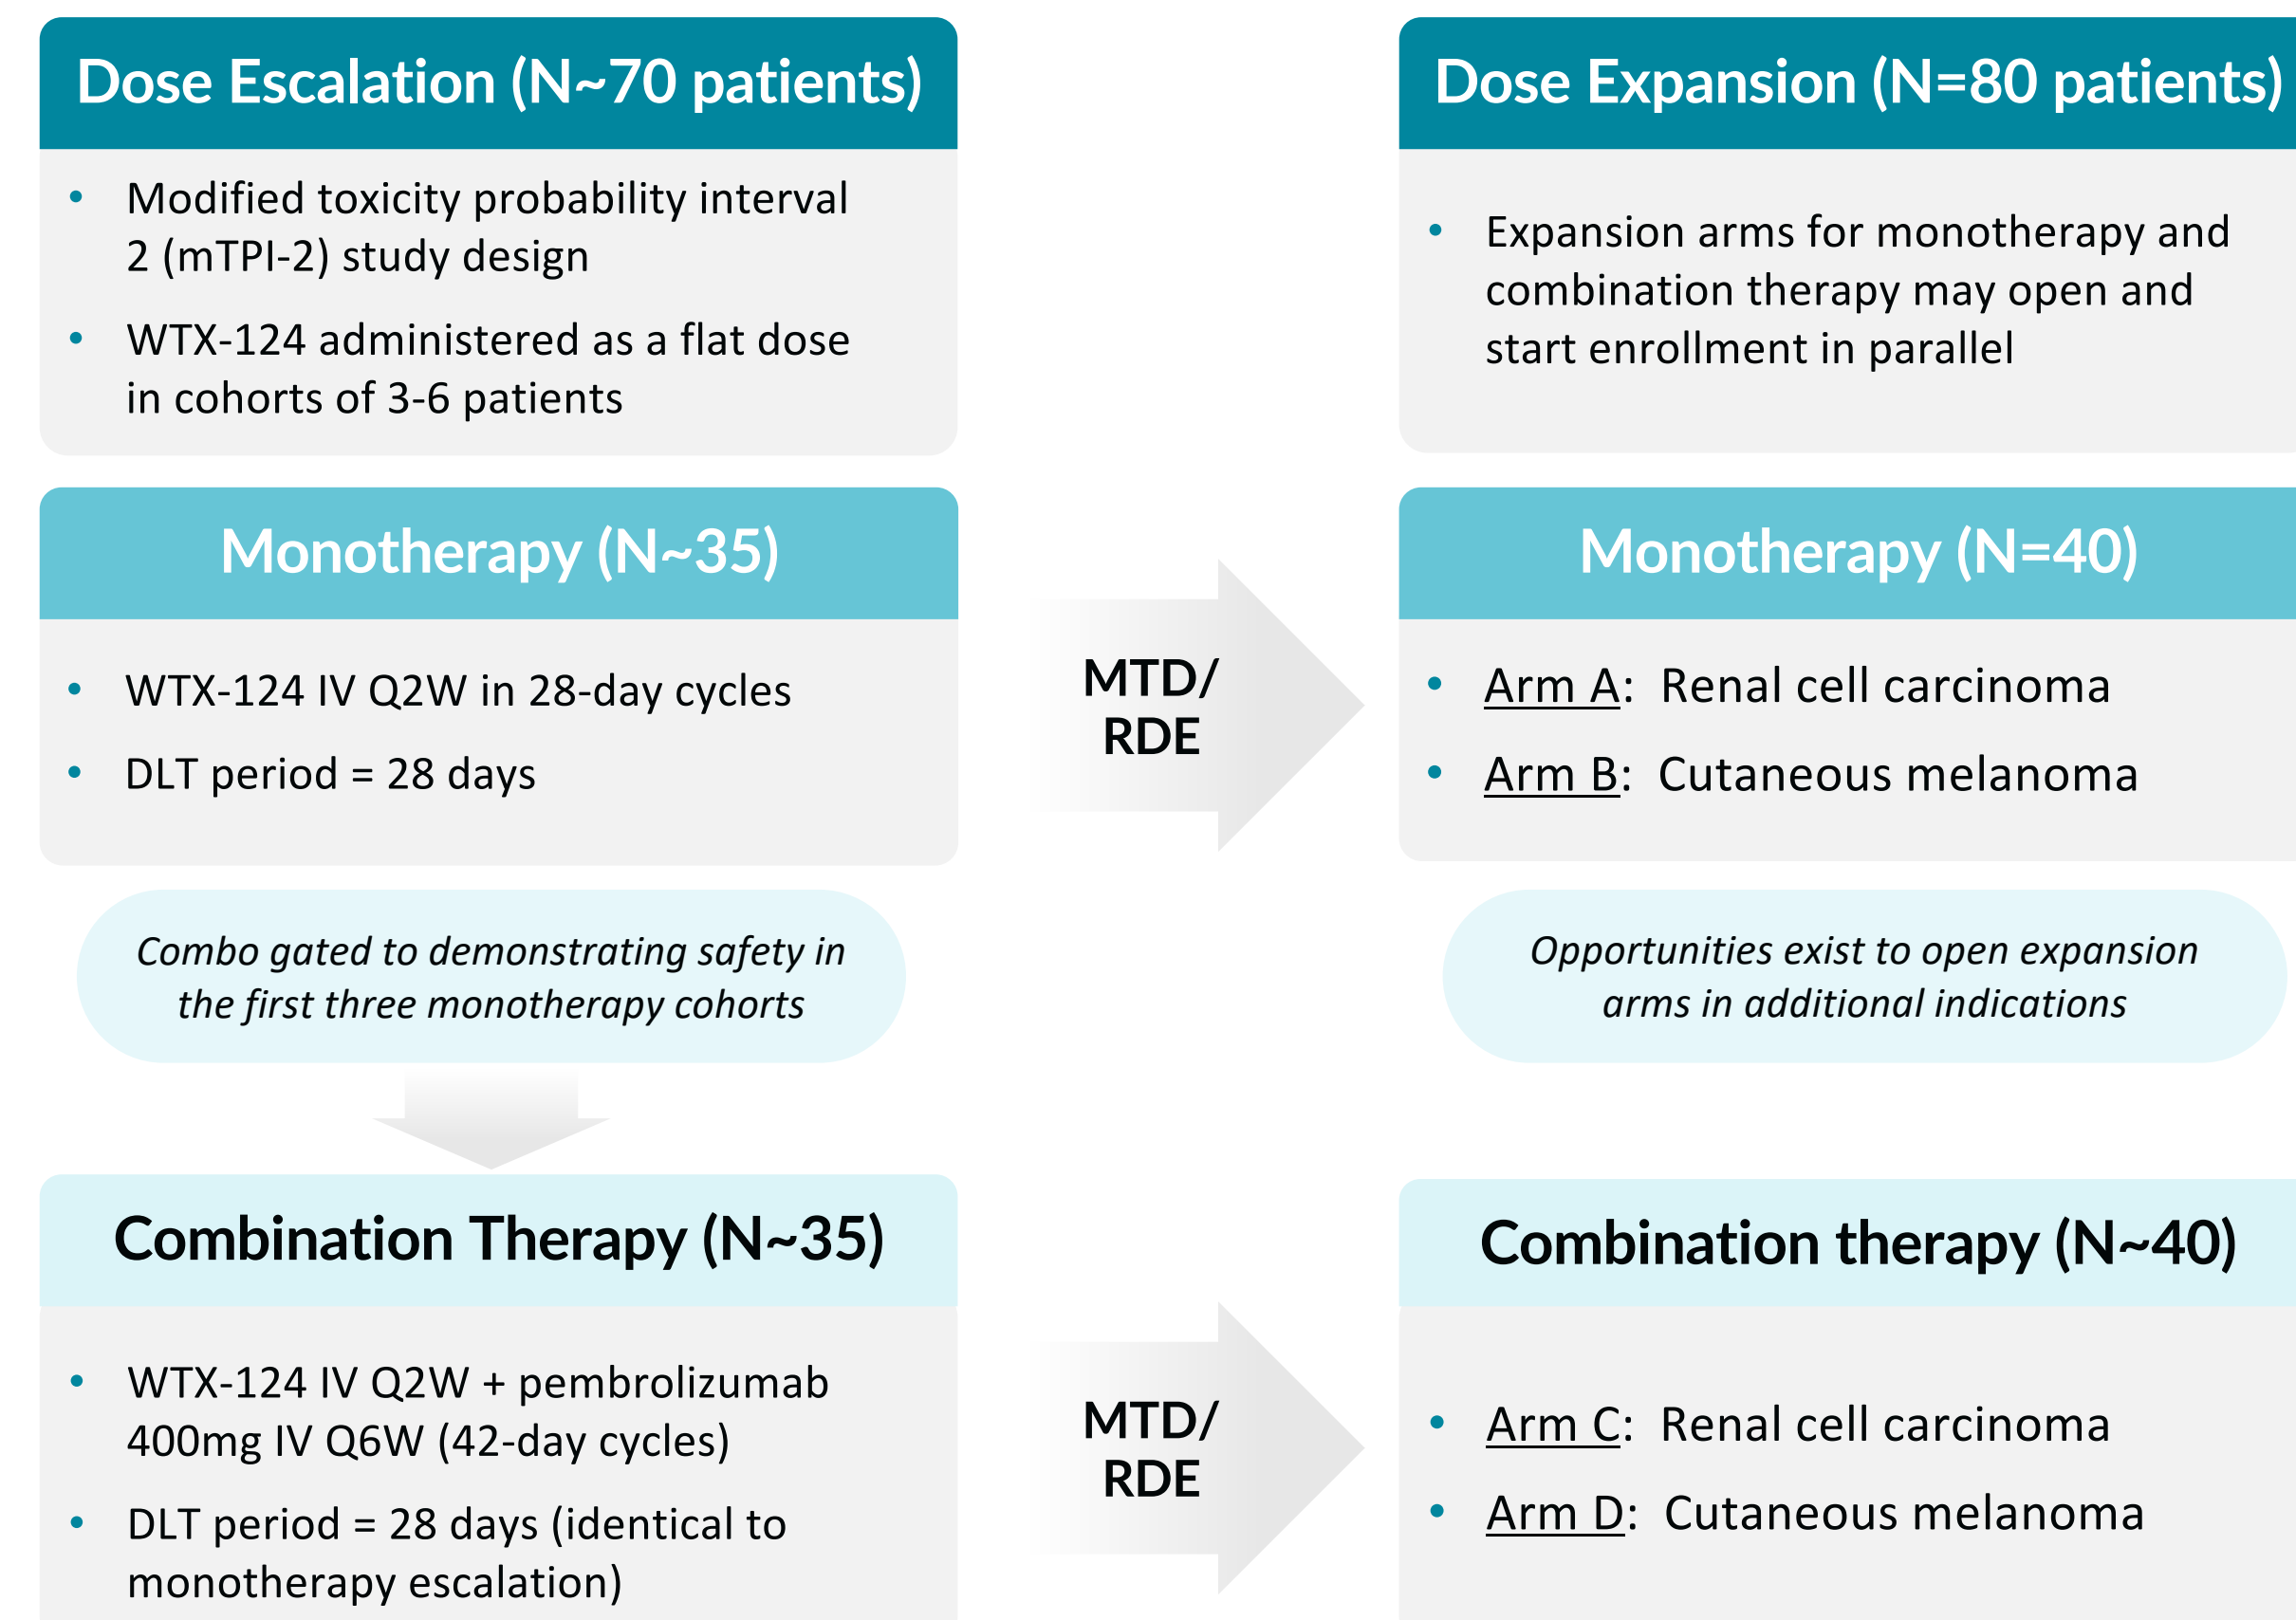 Dose Escalation (N~70 patients)
• Modified toxicity probability interval
2 (mTPI-2) study design
• WTX-124 administered as a flat dose
in cohorts of 3-6 patients
Dose Expansion (N=80 patients)
• Expansion arms for monotherapy and
combination therapy may open and
start enrollment in parallel
Monotherapy (N~35)
• WTX-124 IV Q2W in 28-day cycles
• DLT period = 28 days
MTD/
RDE
Monotherapy (N=40)
• Arm A: Renal cell carcinoma
• Arm B: Cutaneous melanoma
Combo gated to demonstrating safety in
the first three monotherapy cohorts
Opportunities exist to open expansion
arms in additional indications
Combination Therapy (N~35)
• WTX-124 IV Q2W + pembrolizumab
400mg IV Q6W (42-day cycles)
• DLT period = 28 days (identical to
monotherapy escalation)
MTD/
RDE
Combination therapy (N~40)
• Arm C: Renal cell carcinoma
• Arm D: Cutaneous melanoma